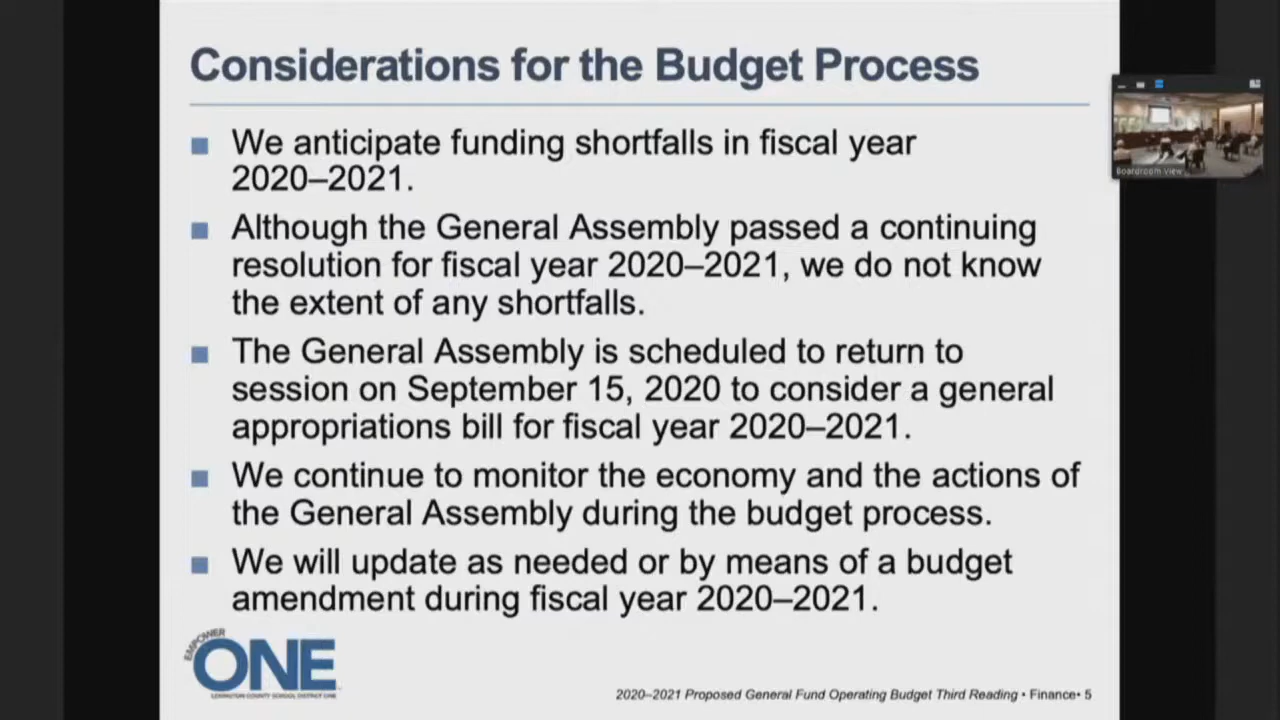 Considerations for the Budget Process
We anticipate funding shortfalls in fiscal year
2020–2021.
Although the General Assembly passed a continuing
resolution for fiscal year 2020–2021, we do not know
the extent of any shortfalls.
The General Assembly is scheduled to return to
session on September 15, 2020 to consider a general
appropriations bill for fiscal year 2020–2021.
We continue to monitor the economy and the actions of
the General Assembly during the budget process.
We will update as needed or by means of a budget
amendment during fiscal year 2020–2021.
EMPOWER
ONE
LEXINGTON COUNTY SCHOOL DISTRICT ONE
2020–2021 Proposed General Fund Operating Budget Third Reading • Finance• 5
Boardroom View